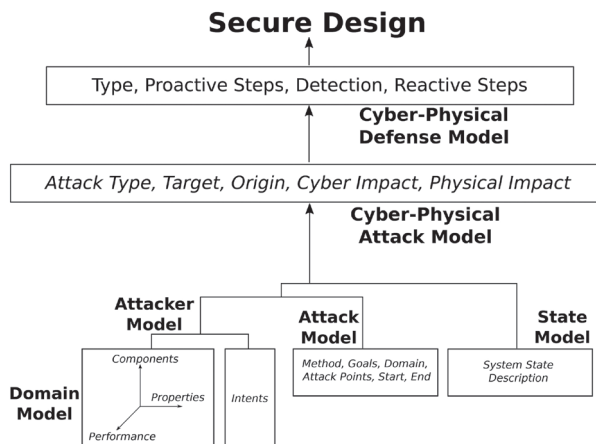 Secure Design
Type, Proactive Steps, Detection, Reactive Steps
Cyber-Physical
Defense Model
Attack Type, Target, Origin, Cyber Impact, Physical Impact
Cyber-Physical
Attack Model
Attacker
Model
Attack
Model
State
Model
Domain
Model
Components
Properties
Performance
Intents
Method, Goals, Domain,
Attack Points, Start, End
System State
Description